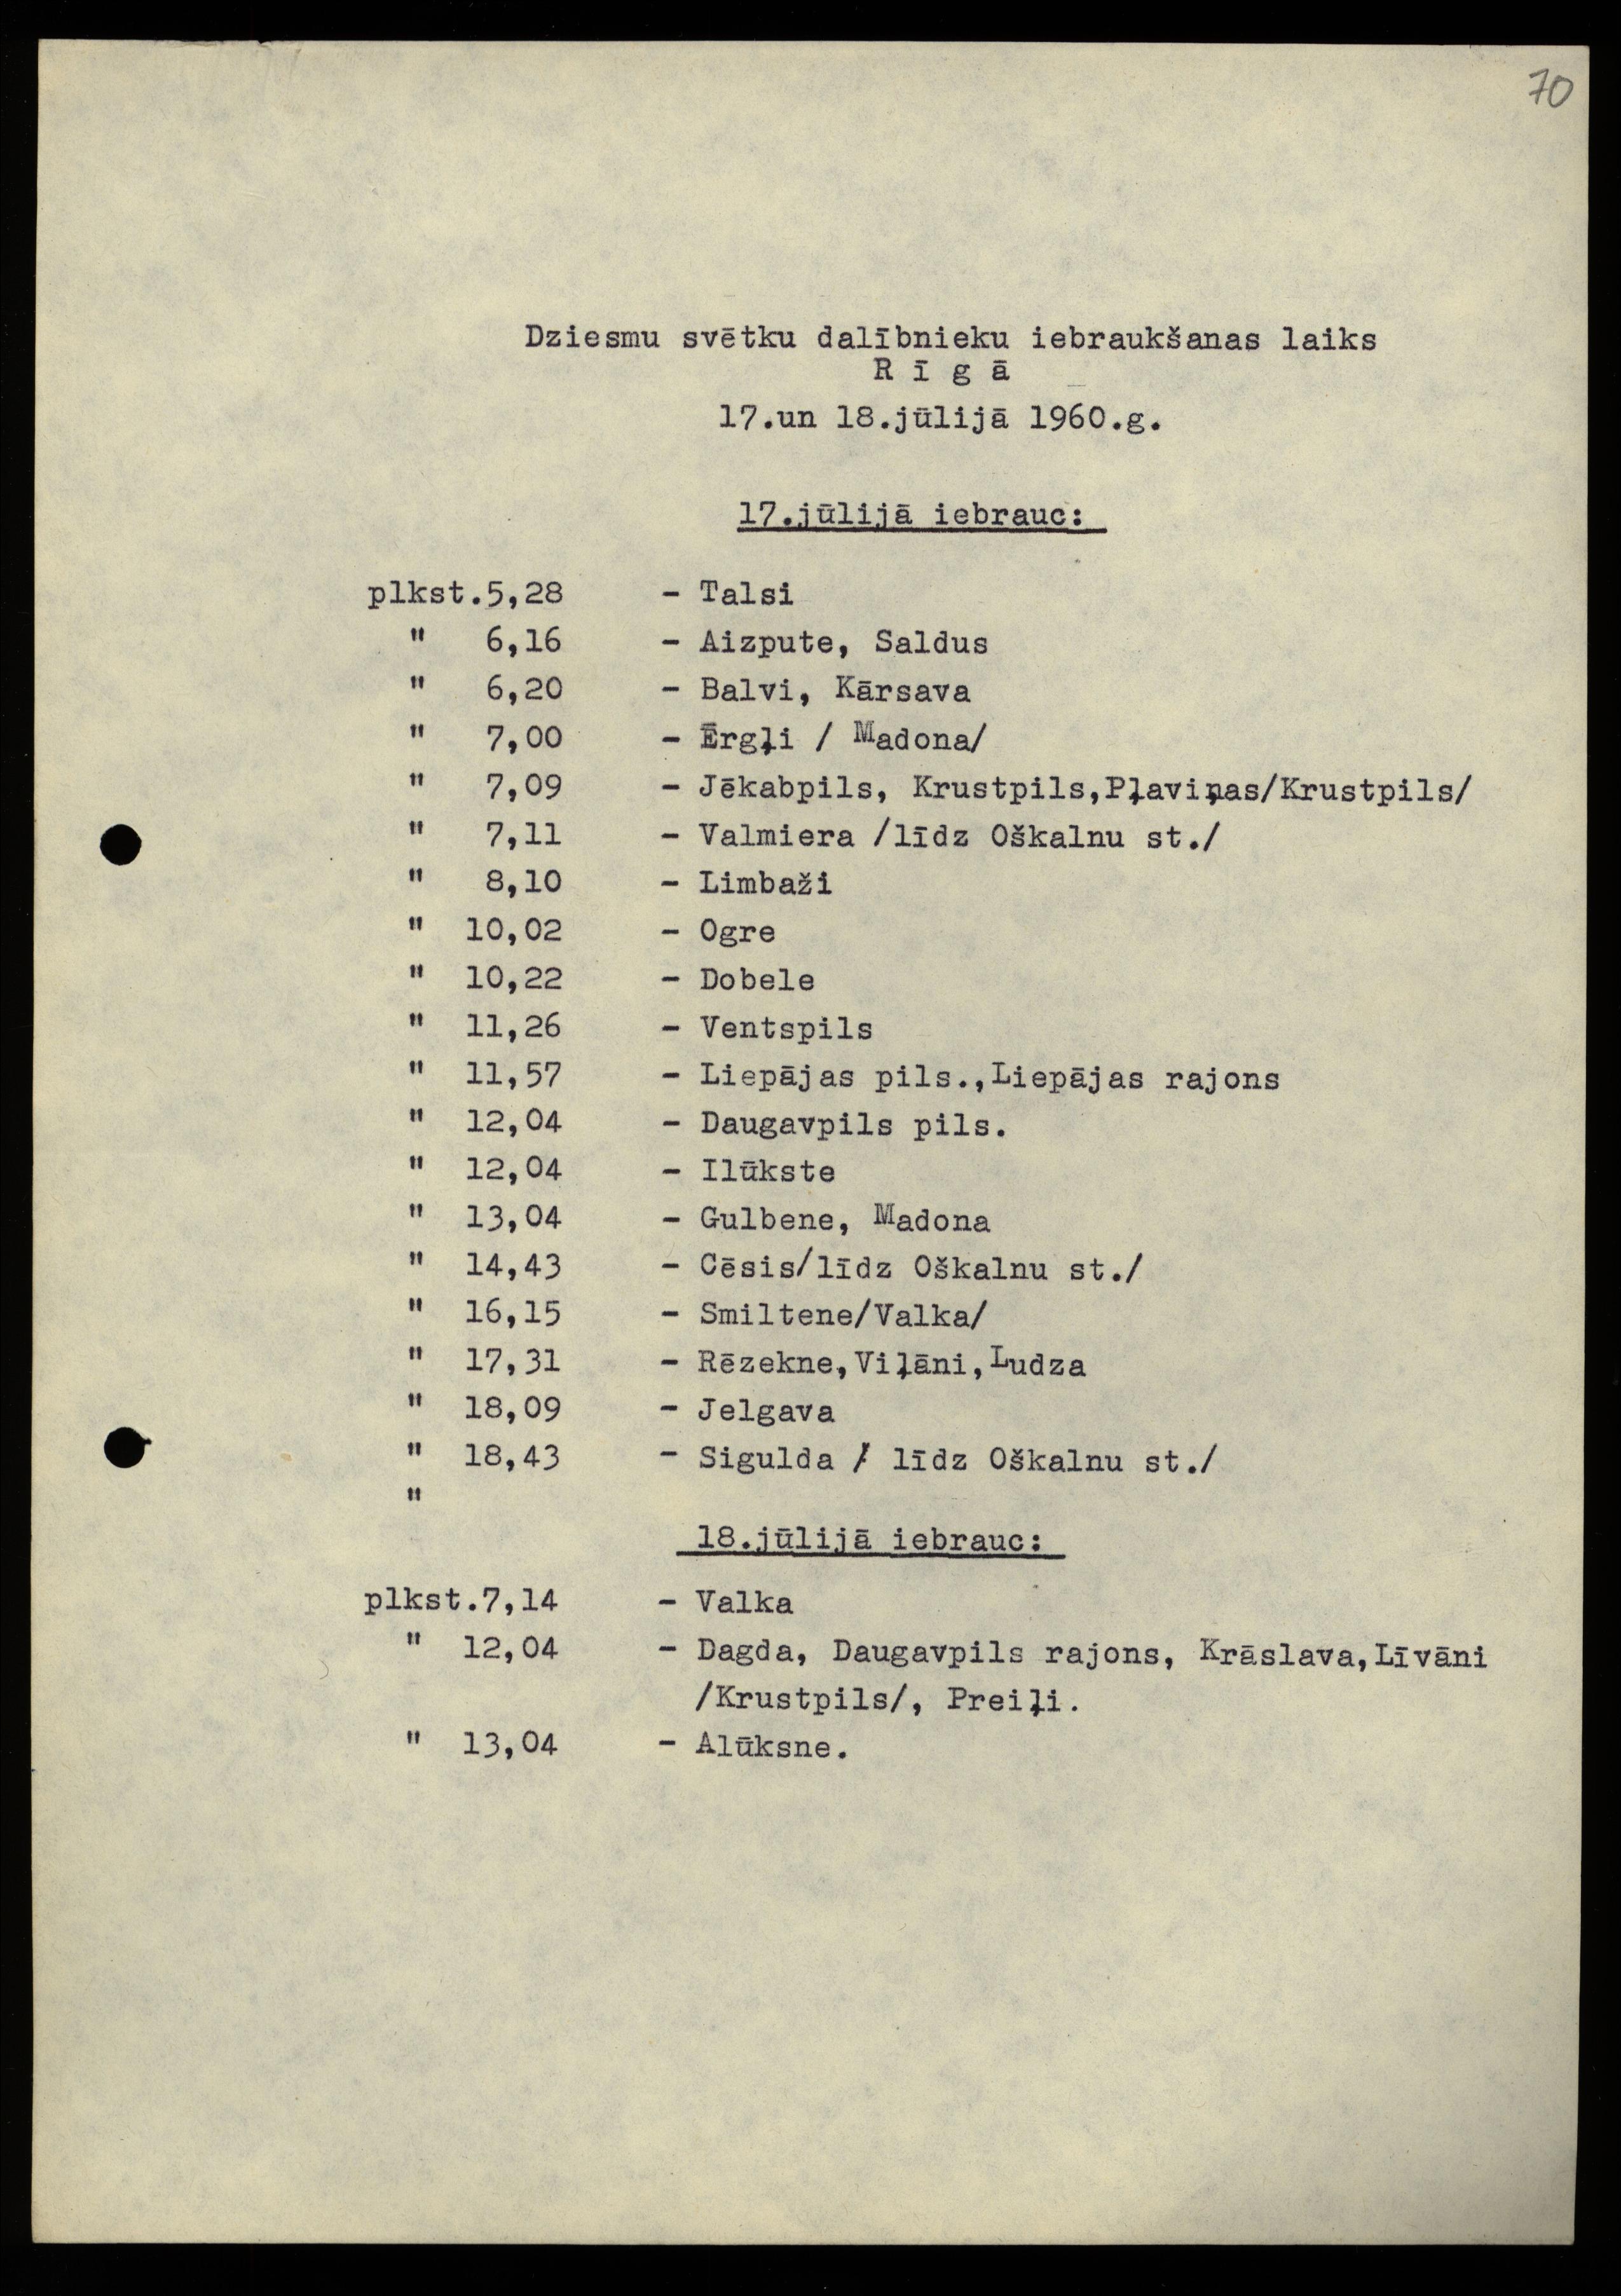 70
Dziesmu svētku dalībnieku iebraukšanas laiks
R ī g ā
17.un 18.jūlijā 1960.g.
17.jūlijā iebrauc:
plkst.5,28 - Talsi
" 6,16 - Aizpute, Saldus
" 6,20 - Balvi, Kārsava
" 7,00 - Ērgļi / Madona/
" 7,09 - Jēkabpils, Krustpils,Pļaviņas/Krustpils/
" 7,11 - Valmiera /līdz Oškalnu st./
" 8,10 - Limbaži
" 10,02 - Ogre
" 10,22 - Dobele
" 11,26 - Ventspils
" 11,57 - Liepājas pils.,Liepājas rajons
" 12,04 - Daugavpils pils.
" 12,04 - Ilūkste
" 13,04 - Gulbene, Madona
" 14,43 - Cēsis/līdz Oškalnu st./
" 16,15 - Smiltene/Valka/
" 17,31 - Rēzekne,Viļāni,Ludza
" 18,09 - Jelgava
" 18,43 - Sigulda / līdz Oškalnu st./
"
18.jūlijā iebrauc:
plkst.7,14 - Valka
" 12,04 - Dagda, Daugavpils rajons, Krāslava,Līvāni
/Krustpils/, Preiļi.
" 13,04 - Alūksne.